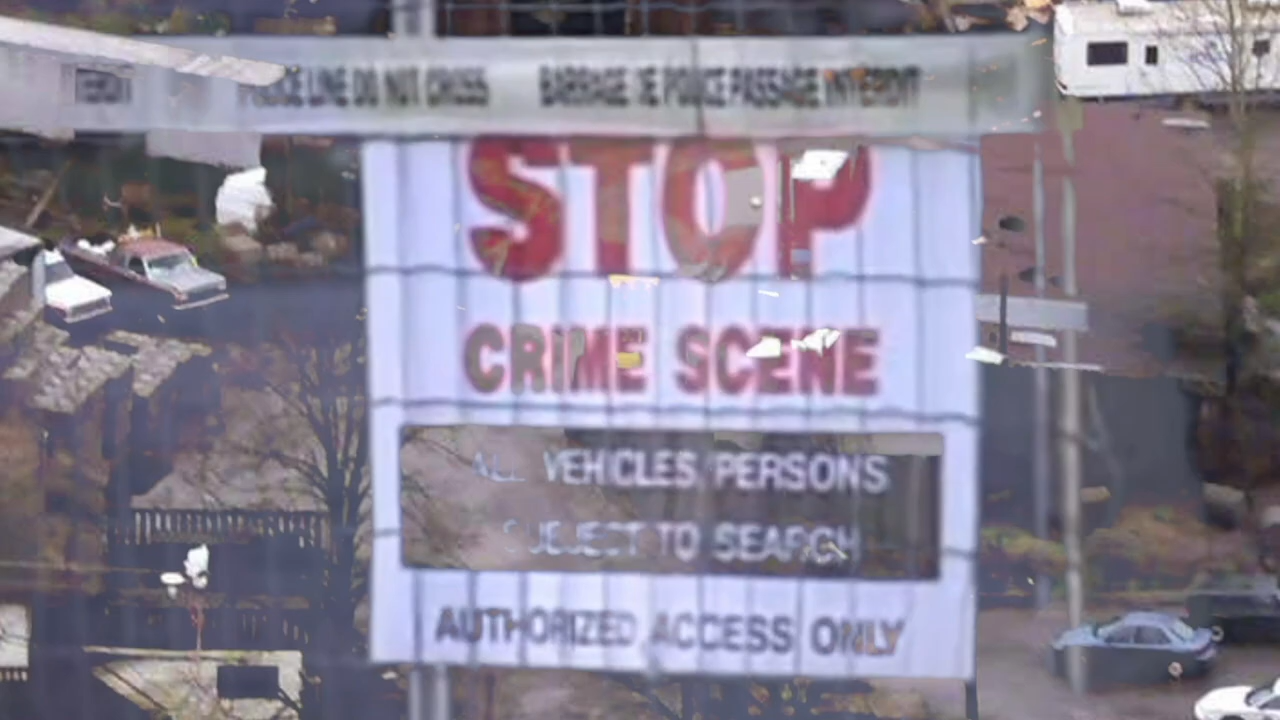 POLICE LINE DO NOT CROSS BARRAGE DE POLICE PASSAGE INTERDIT
STOP
CRIME SCENE
ALL VEHICLES/PERSONS
SUBJECT TO SEARCH
AUTHORIZED ACCESS ONLY